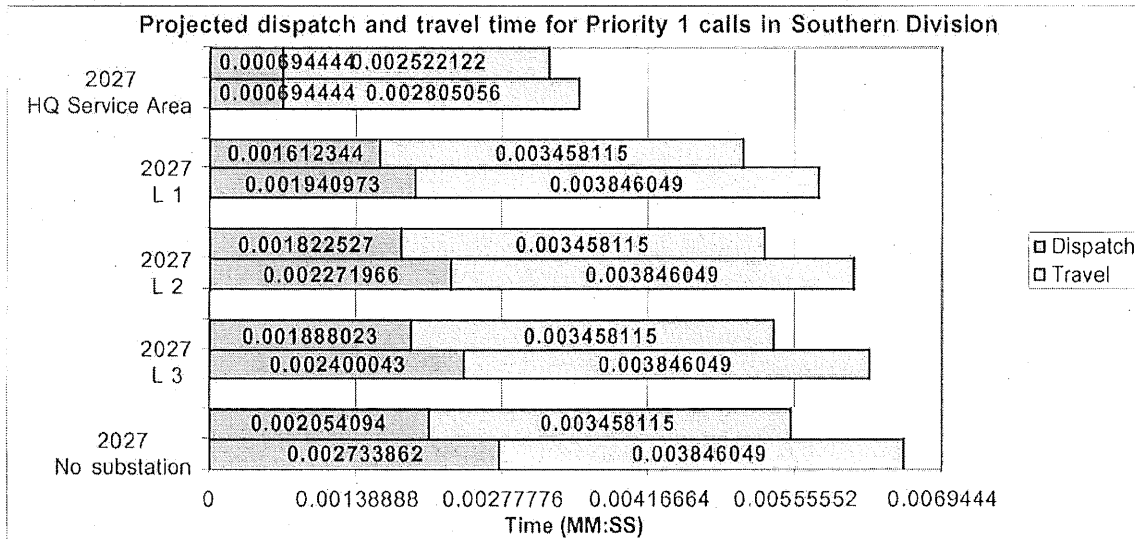 Projected dispatch and travel time for Priority 1 calls in Southern Division
0.000694444 0.002522122
2027
HQ Service Area
0.000694444 0.002805056
0.001612344 0.003458115
2027
L 1
0.001940973 0.003846049
0.001822527 0.003458115
2027
L 2
0.002271966 0.003846049
Dispatch
Travel
0.001888023 0.003458115
2027
L 3
0.002400043 0.003846049
0.002054094 0.003458115
2027
No substation
0.002733862 0.003846049
0 0.00138888 0.00277776 0.00416664 0.00555552 0.0069444
Time (MM:SS)